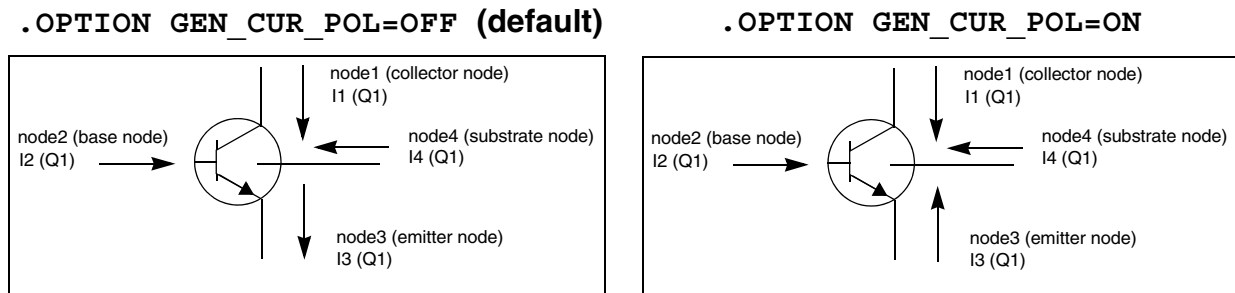 .OPTION GEN_CUR_POL=OFF (default)
node1 (collector node)
I1 (Q1)
node2 (base node)
I2 (Q1)
node4 (substrate node)
I4 (Q1)
node3 (emitter node)
I3 (Q1)
.OPTION GEN_CUR_POL=ON
node1 (collector node)
I1 (Q1)
node2 (base node)
I2 (Q1)
node4 (substrate node)
I4 (Q1)
node3 (emitter node)
I3 (Q1)